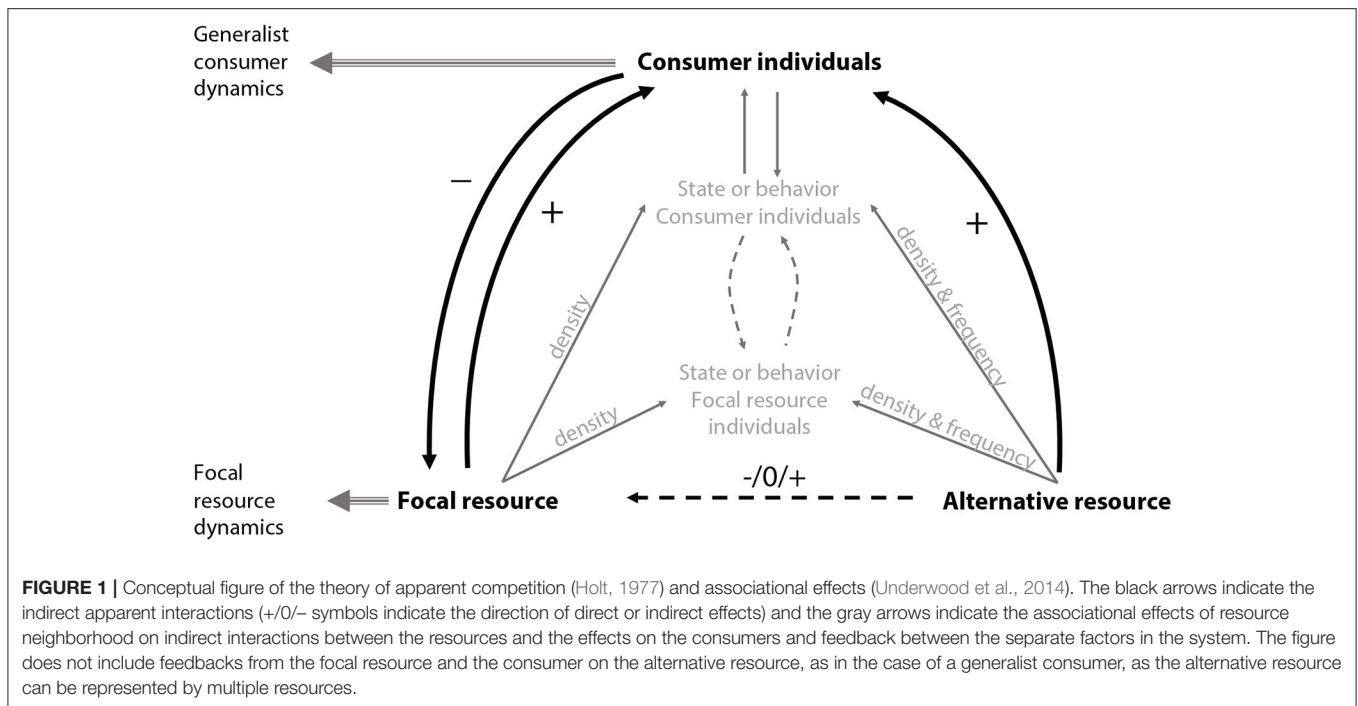 Generalist
consumer
dynamics
Consumer individuals
−
+
+
State or behavior
Consumer individuals
density
density & frequency
State or behavior
Focal resource
individuals
density
density & frequency
-/0/+
Focal
resource
dynamics
Focal resource
Alternative resource
FIGURE 1 | Conceptual figure of the theory of apparent competition (Holt, 1977) and associational effects (Underwood et al., 2014). The black arrows indicate the
indirect apparent interactions (+/0/– symbols indicate the direction of direct or indirect effects) and the gray arrows indicate the associational effects of resource
neighborhood on indirect interactions between the resources and the effects on the consumers and feedback between the separate factors in the system. The figure
does not include feedbacks from the focal resource and the consumer on the alternative resource, as in the case of a generalist consumer, as the alternative resource
can be represented by multiple resources.